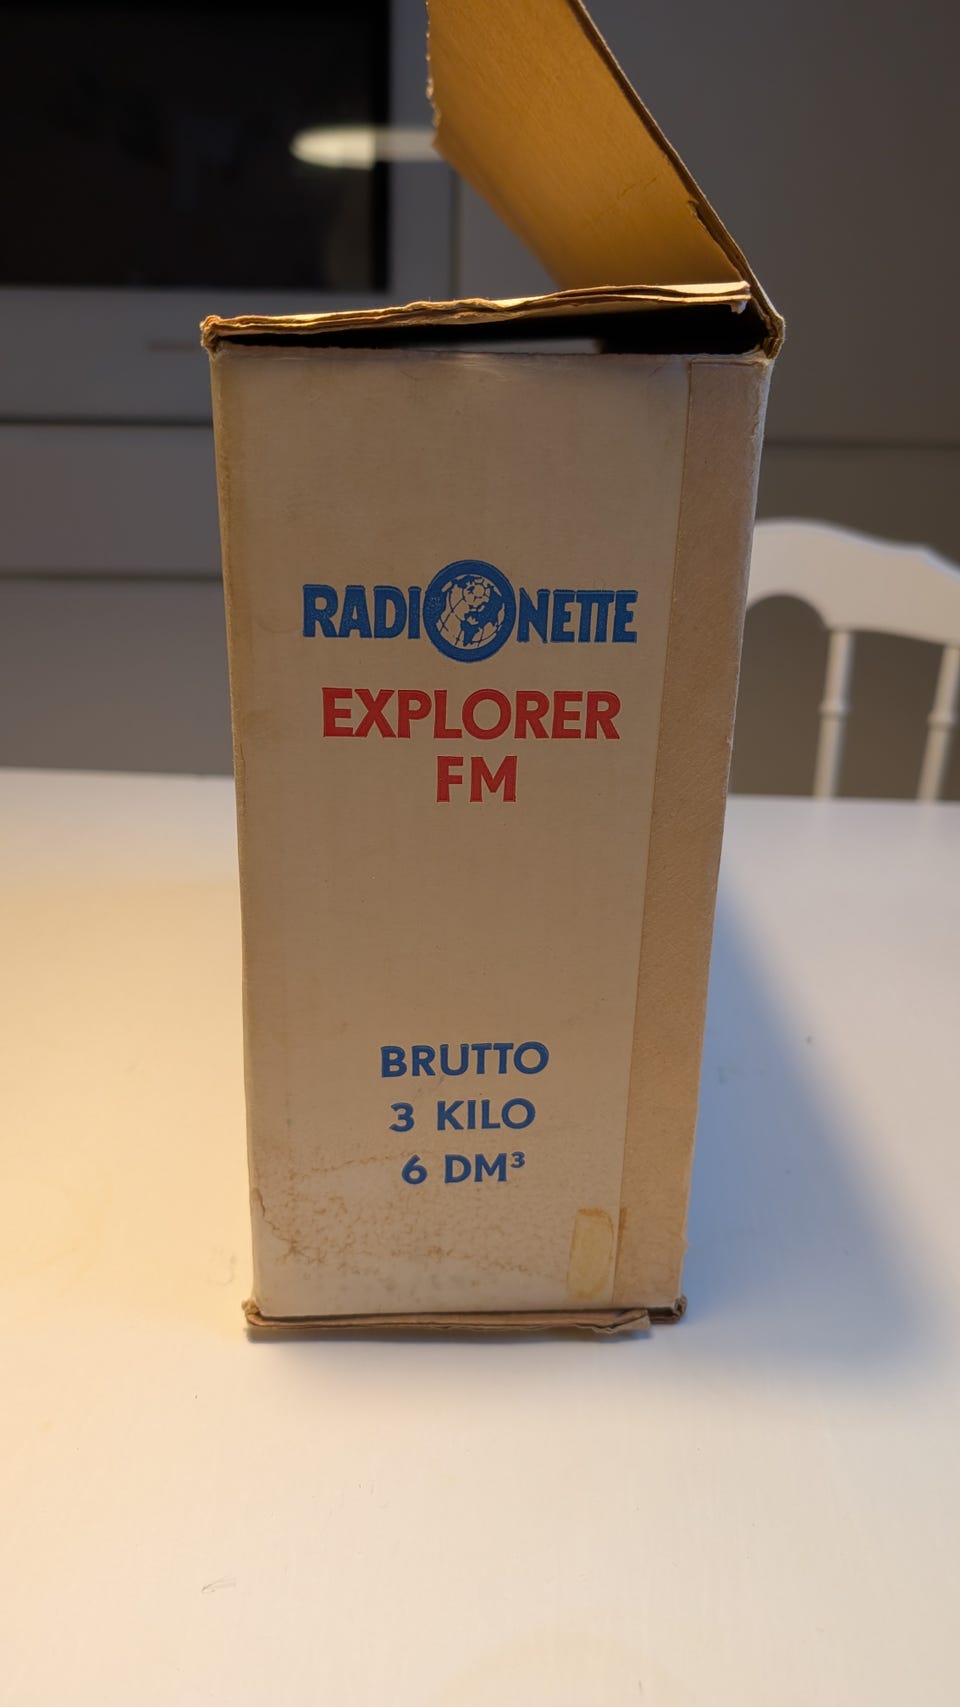 RADIONETTE
EXPLORER
FM
BRUTTO
3 KILO
6 DM³